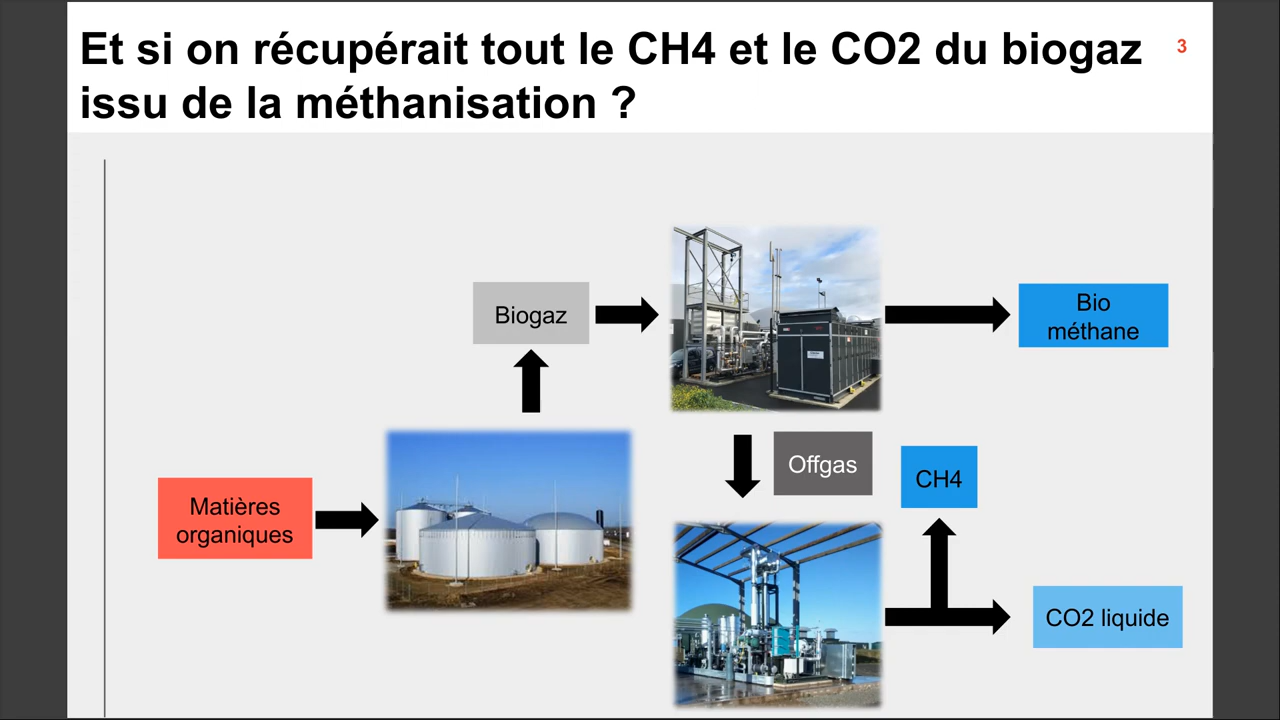 Et si on récupérait tout le CH4 et le CO2 du biogaz
issu de la méthanisation ?
3
Biogaz
Bio
méthane
Offgas
CH4
Matières
organiques
CO2 liquide